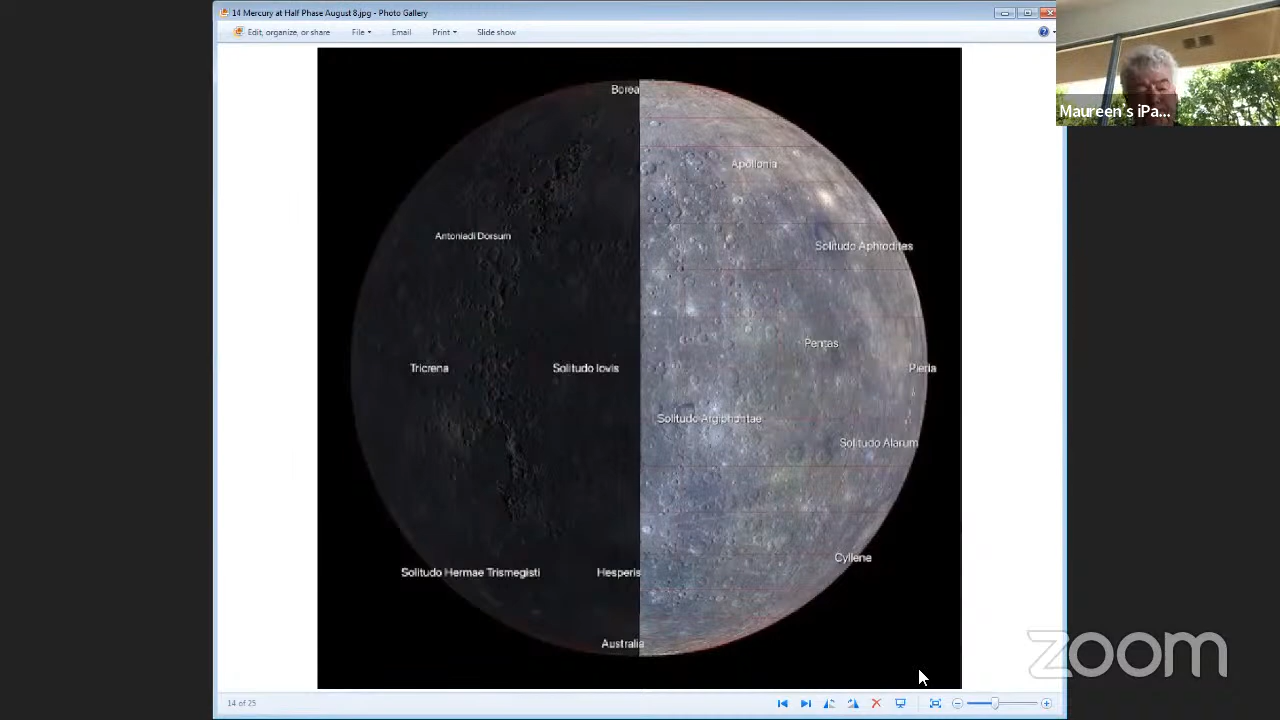 14 Mercury at Half Phase August 8.jpg - Photo Gallery
Edit, organize, or share File Email Print Slide show
Maureen's iPa...
Borea
Apollonia
Antoniadi Dorsum
Solitudo Aphrodites
Pentas
Tricrena
Solitudo Iovis
Pieria
Solitudo Argiphontae
Solitudo Alarum
Cyllene
Solitudo Hermae Trismegisti
Hesperis
Australia
zoom
14 of 25